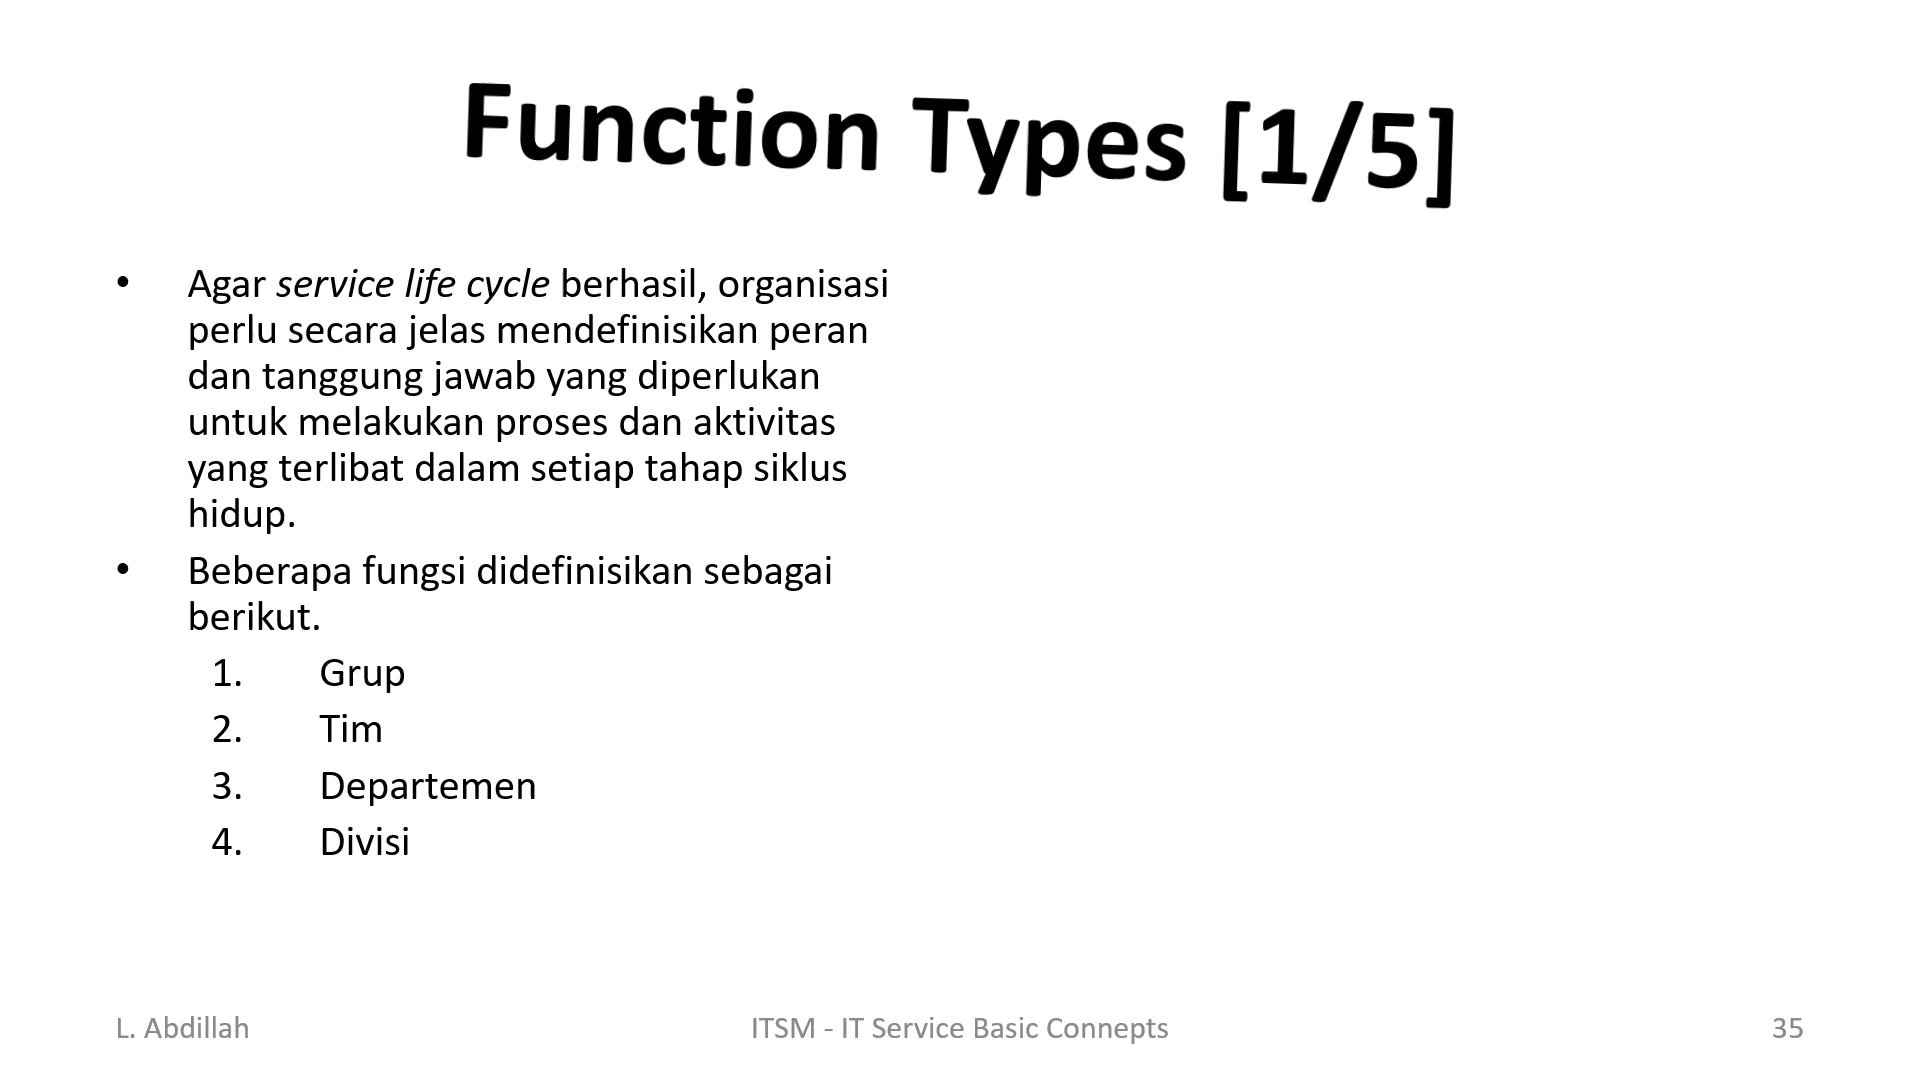 Function Types [1/5]
• Agar service life cycle berhasil, organisasi
perlu secara jelas mendefinisikan peran
dan tanggung jawab yang diperlukan
untuk melakukan proses dan aktivitas
yang terlibat dalam setiap tahap siklus
hidup.
• Beberapa fungsi didefinisikan sebagai
berikut.
1. Grup
2. Tim
3. Departemen
4. Divisi
L. Abdillah
ITSM - IT Service Basic Connepts
35